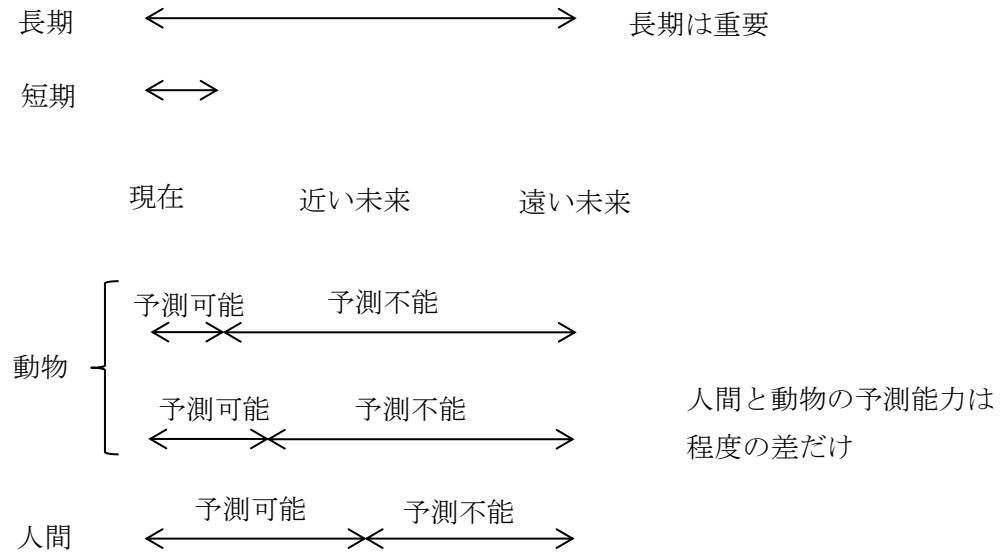 長期 長期は重要
短期
現在 近い未来 遠い未来
予測可能 予測不能
動物
予測可能 予測不能
人間と動物の予測能力は
程度の差だけ
予測可能 予測不能
人間